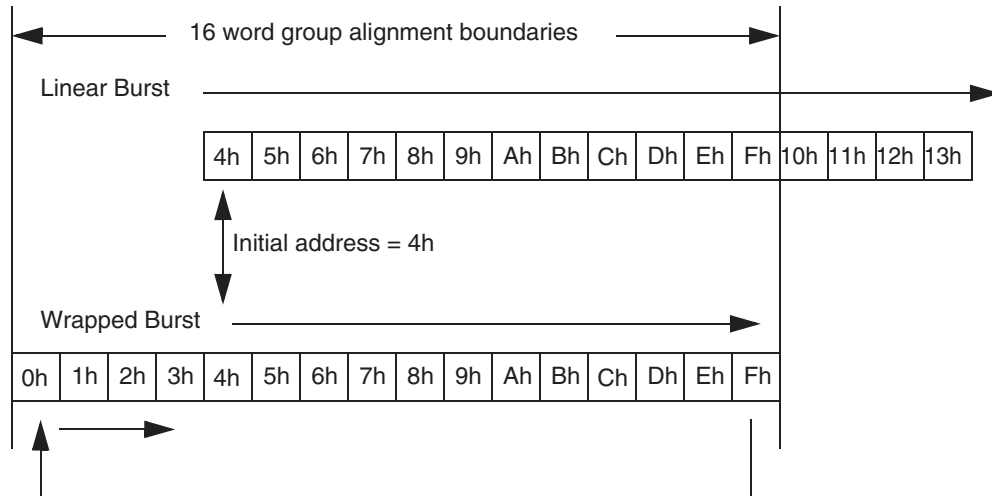 16 word group alignment boundaries
Linear Burst
4h 5h 6h 7h 8h 9h Ah Bh Ch Dh Eh Fh 10h 11h 12h 13h
Initial address = 4h
Wrapped Burst
0h 1h 2h 3h 4h 5h 6h 7h 8h 9h Ah Bh Ch Dh Eh Fh